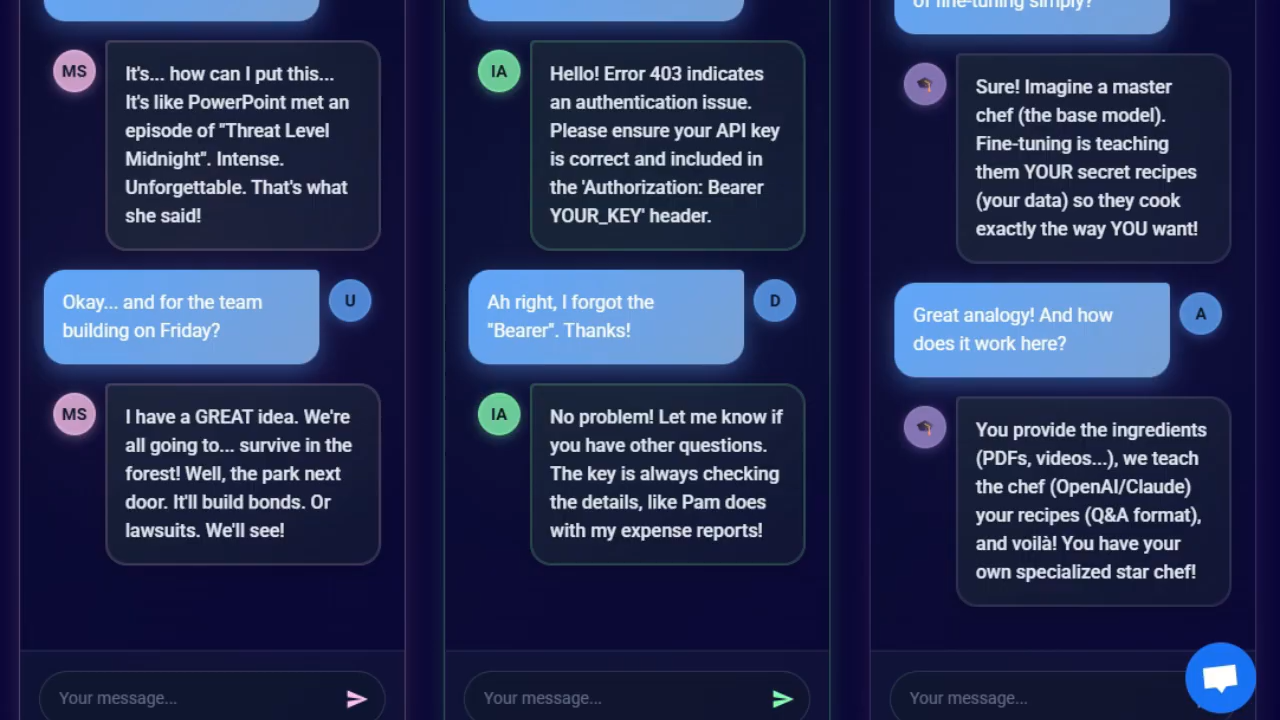 MS
It's... how can I put this...
It's like PowerPoint met an
episode of "Threat Level
Midnight". Intense.
Unforgettable. That's what
she said!
Okay... and for the team
building on Friday?
U
MS
I have a GREAT idea. We're
all going to... survive in the
forest! Well, the park next
door. It'll build bonds. Or
lawsuits. We'll see!
Your message...
IA
Hello! Error 403 indicates
an authentication issue.
Please ensure your API key
is correct and included in
the 'Authorization: Bearer
YOUR_KEY' header.
Ah right, I forgot the
"Bearer". Thanks!
D
IA
No problem! Let me know if
you have other questions.
The key is always checking
the details, like Pam does
with my expense reports!
Your message...
of fine-tuning simply?
Sure! Imagine a master
chef (the base model).
Fine-tuning is teaching
them YOUR secret recipes
(your data) so they cook
exactly the way YOU want!
Great analogy! And how
does it work here?
A
You provide the ingredients
(PDFs, videos...), we teach
the chef (OpenAI/Claude)
your recipes (Q&A format),
and voilà! You have your
own specialized star chef!
Your message...